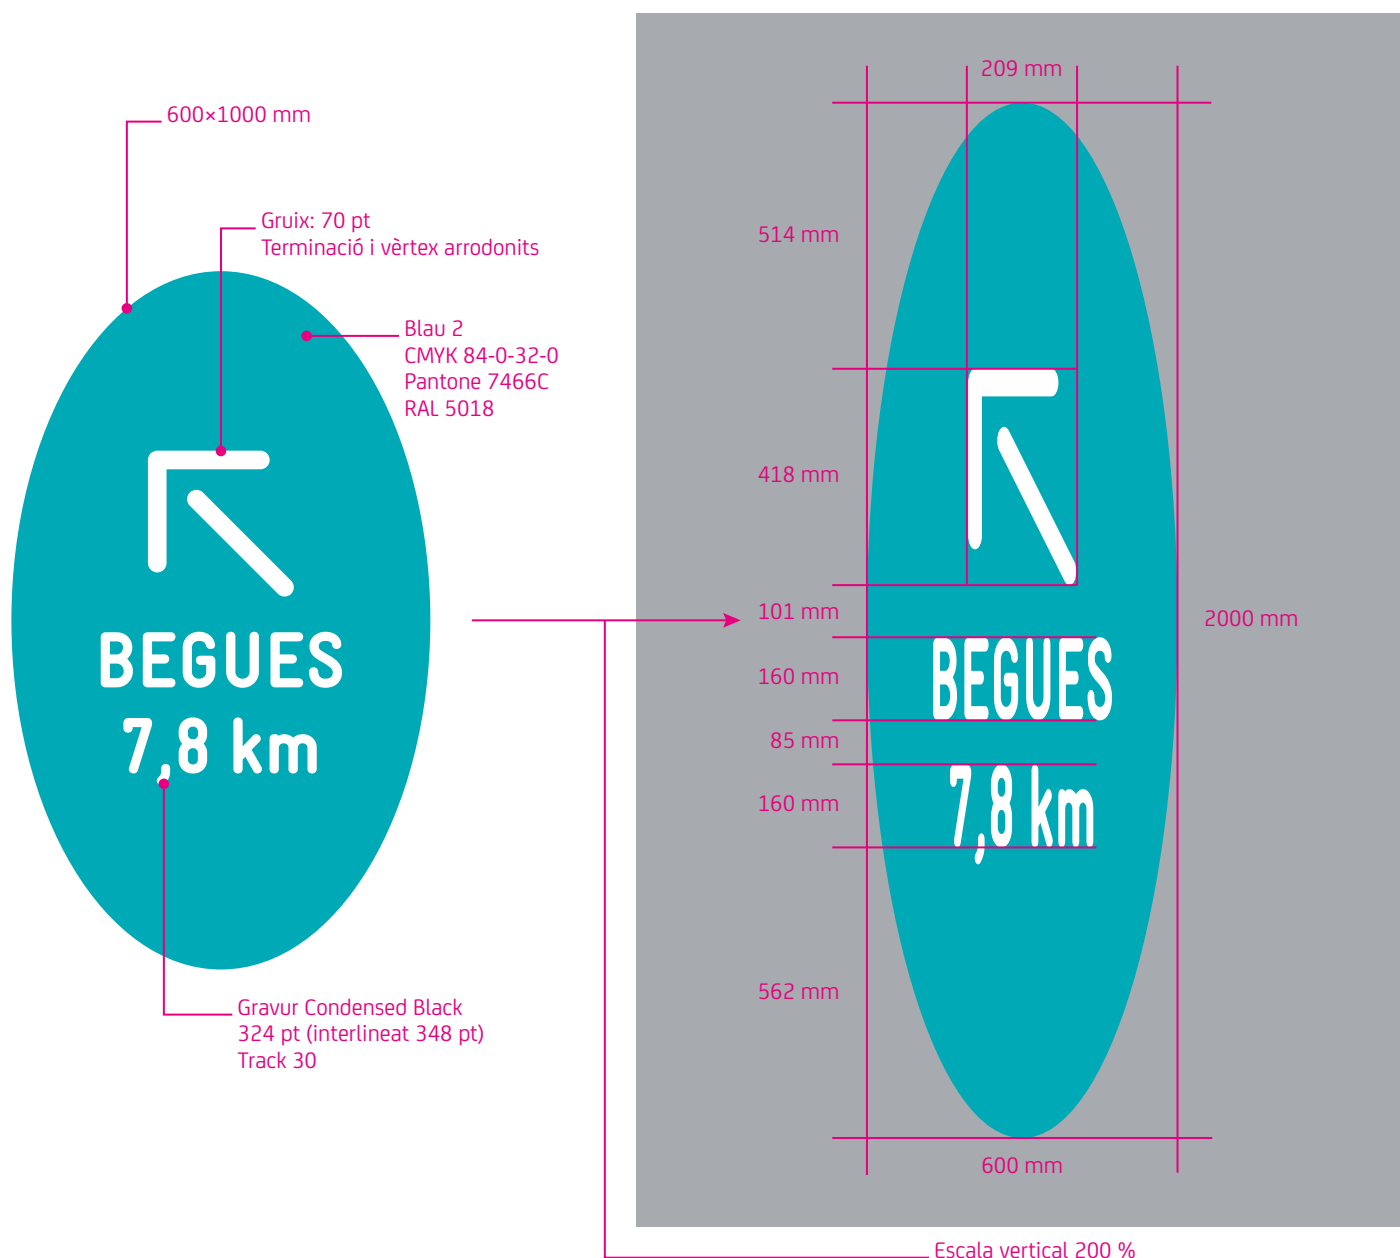 600×1000 mm
Gruix: 70 pt
Terminació i vèrtex arrodonits
Blau 2
CMYK 84-0-32-0
Pantone 7466C
RAL 5018
BEGUES
7,8 km
Gravur Condensed Black
324 pt (interlineat 348 pt)
Track 30
209 mm
514 mm
418 mm
101 mm
160 mm
85 mm
160 mm
562 mm
2000 mm
BEGUES
7,8 km
600 mm
Escala vertical 200 %